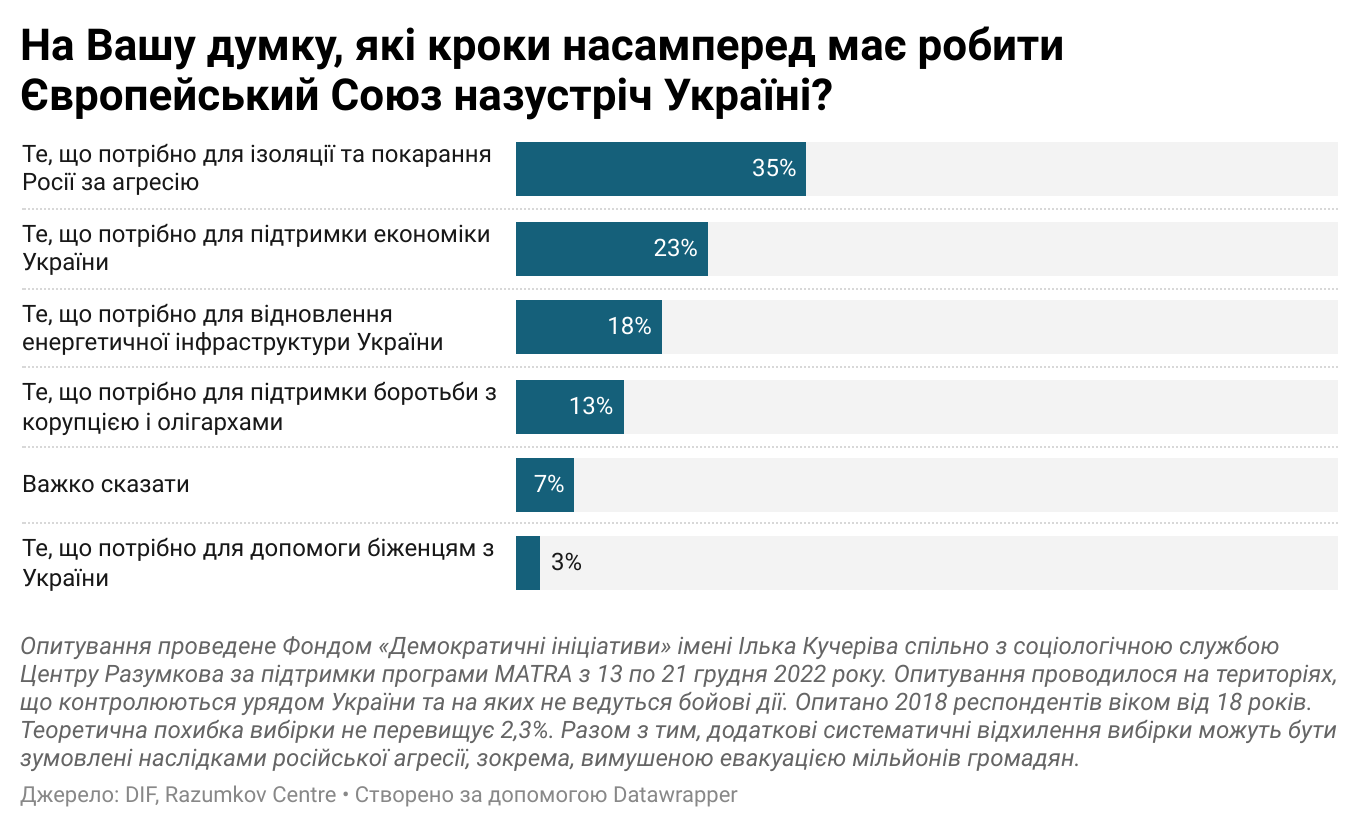 На Вашу думку, які кроки насамперед має робити
Європейський Союз назустріч Україні?
Те, що потрібно для ізоляції та покарання
Росії за агресію
35%
Те, що потрібно для підтримки економіки
України
23%
Те, що потрібно для відновлення
енергетичної інфраструктури України
18%
Те, що потрібно для підтримки боротьби з
корупцією і олігархами
13%
Важко сказати
7%
Те, що потрібно для допомоги біженцям з
України
3%
Опитування проведене Фондом «Демократичні ініціативи» імені Ілька Кучеріва спільно з соціологічною службою
Центру Разумкова за підтримки програми MATRA з 13 по 21 грудня 2022 року. Опитування проводилося на територіях,
що контролюються урядом України та на яких не ведуться бойові дії. Опитано 2018 респондентів віком від 18 років.
Теоретична похибка вибірки не перевищує 2,3%. Разом з тим, додаткові систематичні відхилення вибірки можуть бути
зумовлені наслідками російської агресії, зокрема, вимушеною евакуацією мільйонів громадян.
Джерело: DIF, Razumkov Centre • Створено за допомогою Datawrapper